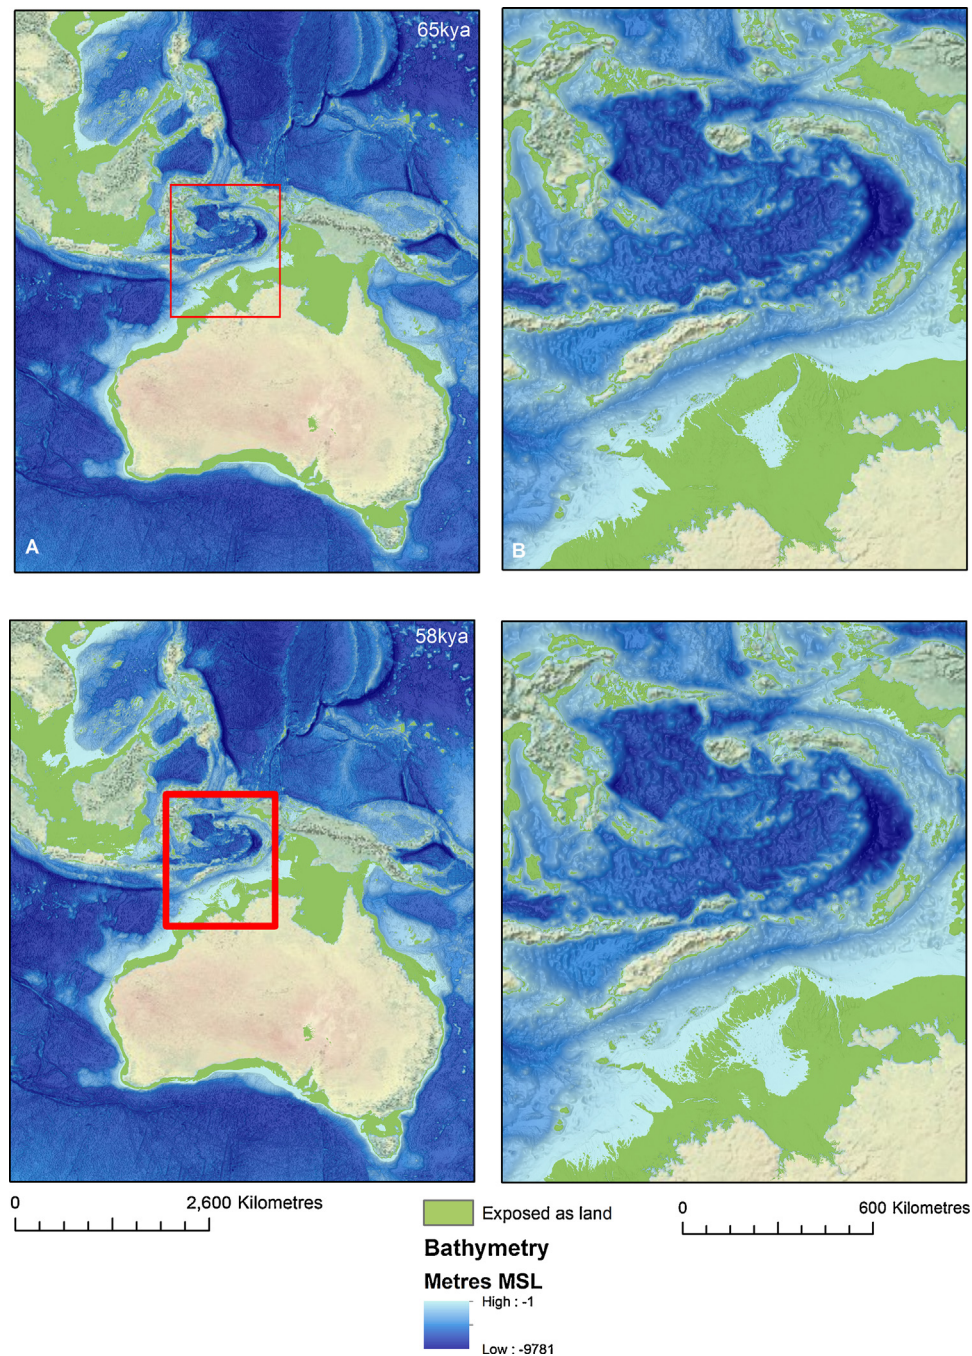 65kya
A
B
58kya
0 2,600 Kilometres
Exposed as land
0 600 Kilometres
Bathymetry
Metres MSL
High : -1
Low : -9781